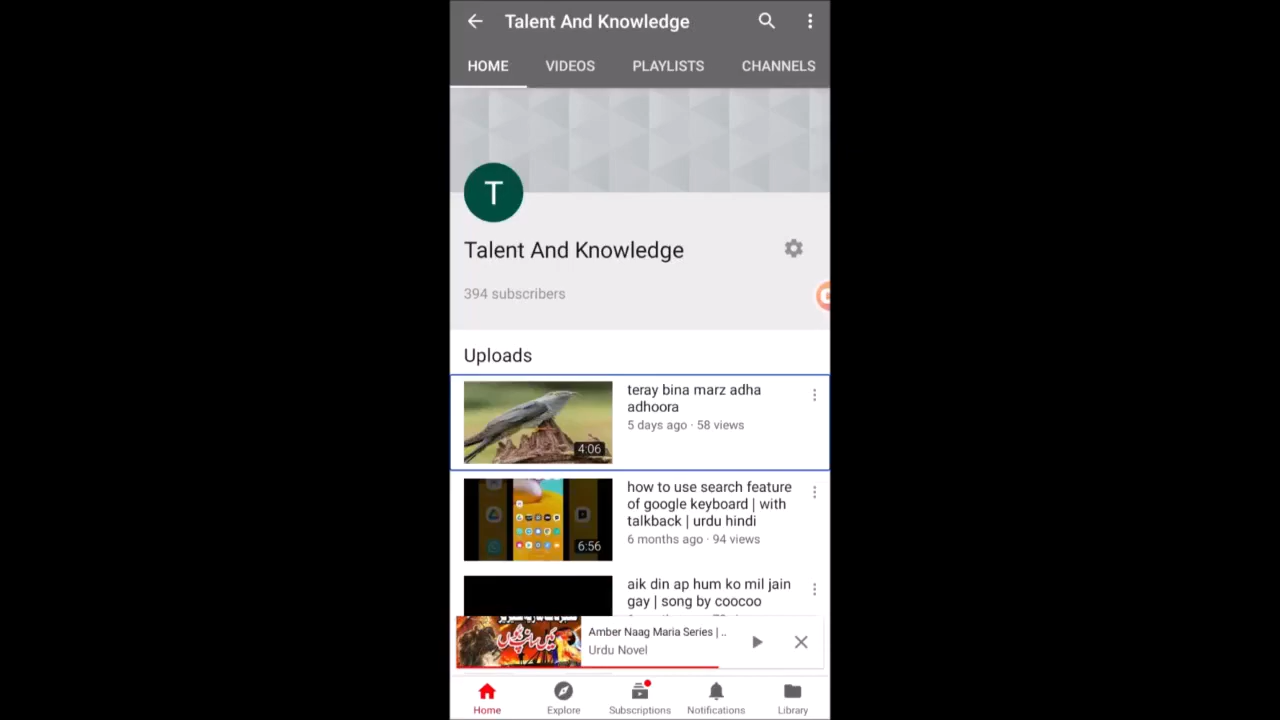 Talent And Knowledge
HOME VIDEOS PLAYLISTS CHANNELS
T
Talent And Knowledge
394 subscribers
Uploads
4:06
teray bina marz adha
adhoora
5 days ago · 58 views
6:56
how to use search feature
of google keyboard | with
talkback | urdu hindi
6 months ago · 94 views
aik din ap hum ko mil jain
gay | song by coocoo
Amber Naag Maria Series | ..
Urdu Novel
Home Explore Subscriptions Notifications Library